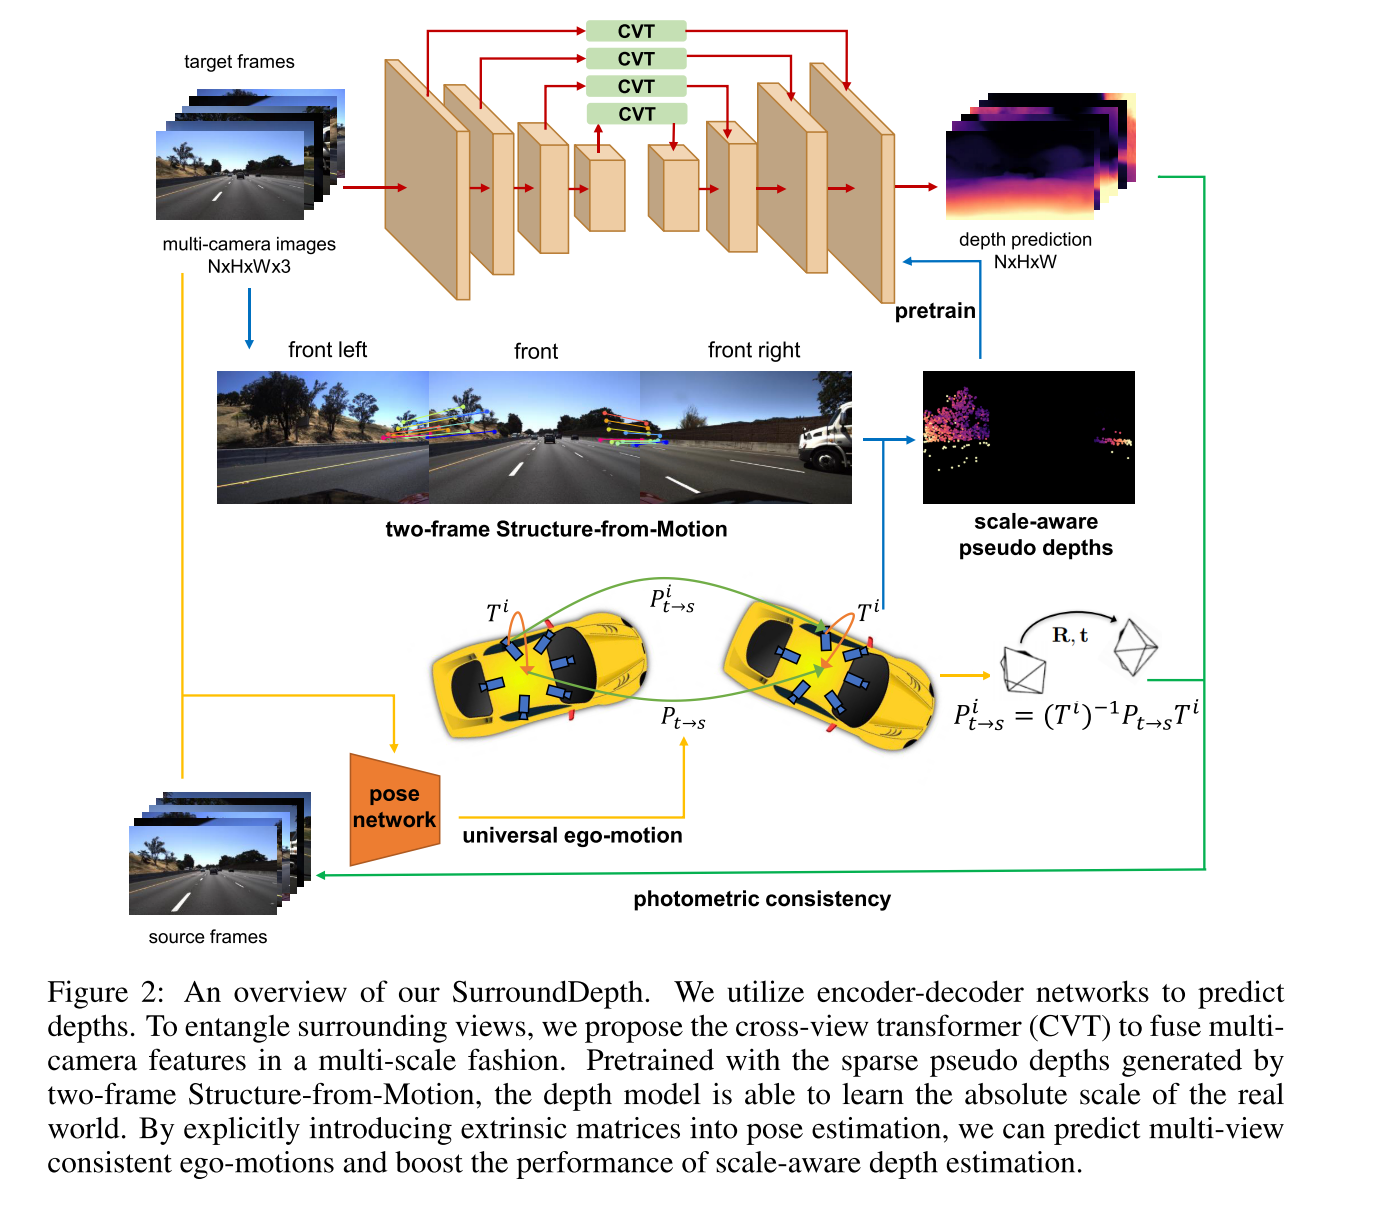 CVT
CVT
CVT
CVT
target frames
multi-camera images
NxHxWx3
depth prediction
NxHxW
pretrain
front left
front
front right
two-frame Structure-from-Motion
scale-aware
pseudo depths
T^i
P^i_{t→s}
T^i
R, t
P_{t→s}
P^i_{t→s} = (T^i)^{-1}P_{t→s}T^i
pose
network
universal ego-motion
photometric consistency
source frames
Figure 2: An overview of our SurroundDepth. We utilize encoder-decoder networks to predict
depths. To entangle surrounding views, we propose the cross-view transformer (CVT) to fuse multi-
camera features in a multi-scale fashion. Pretrained with the sparse pseudo depths generated by
two-frame Structure-from-Motion, the depth model is able to learn the absolute scale of the real
world. By explicitly introducing extrinsic matrices into pose estimation, we can predict multi-view
consistent ego-motions and boost the performance of scale-aware depth estimation.